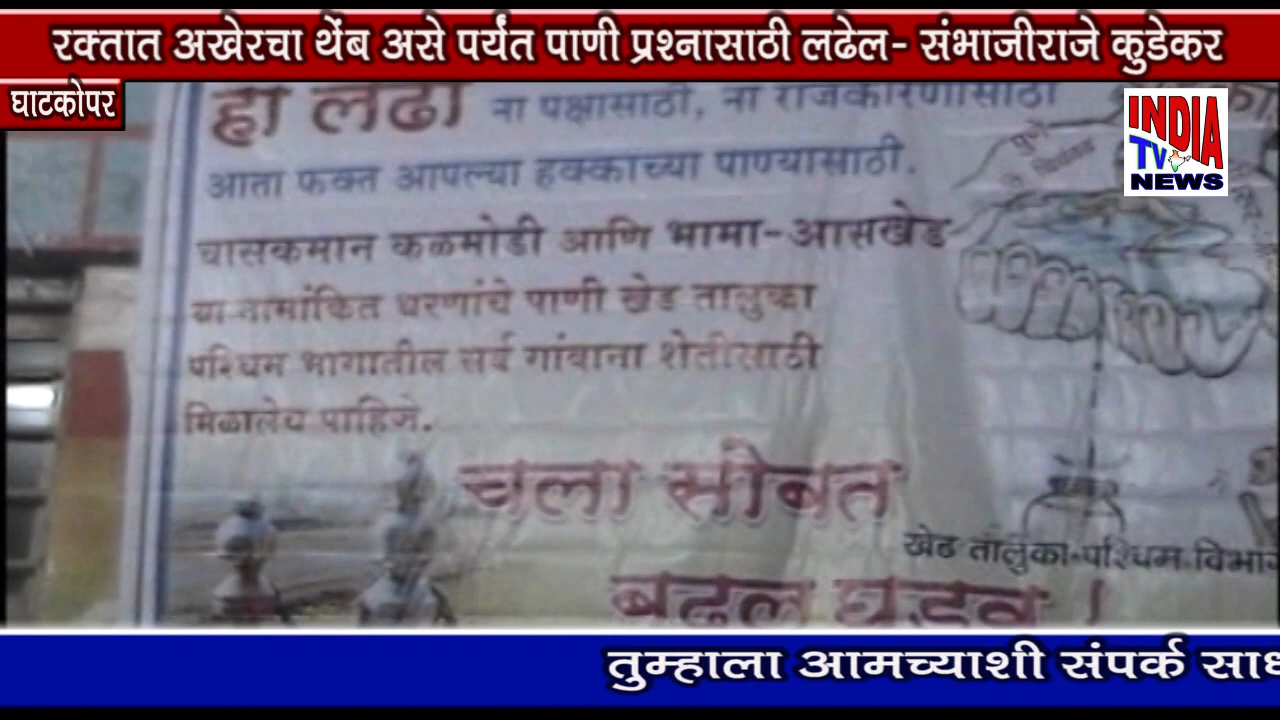 रक्तात अखेरचा थेंब असे पर्यंत पाणी प्रश्नासाठी लढेल- संभाजीराजे कुडेकर
घाटकोपर
INDIA
TV
NEWS
हा लढा ना पक्षासाठी, ना राजकारणासाठी
आता फक्त आपल्या हक्काच्या पाण्यासाठी
चासकमान कळमोडी आणि भामा-आसखेड
या नामांकित धरणांचे पाणी खेड तालुका
पश्चिम भागातील सर्व गांवाना शेतीसाठी
मिळालेच पाहिजे.
चला सोबत
खेड तालुका पश्चिम विभाग
बदल घडवू !
तुम्हाला आमच्याशी संपर्क साध